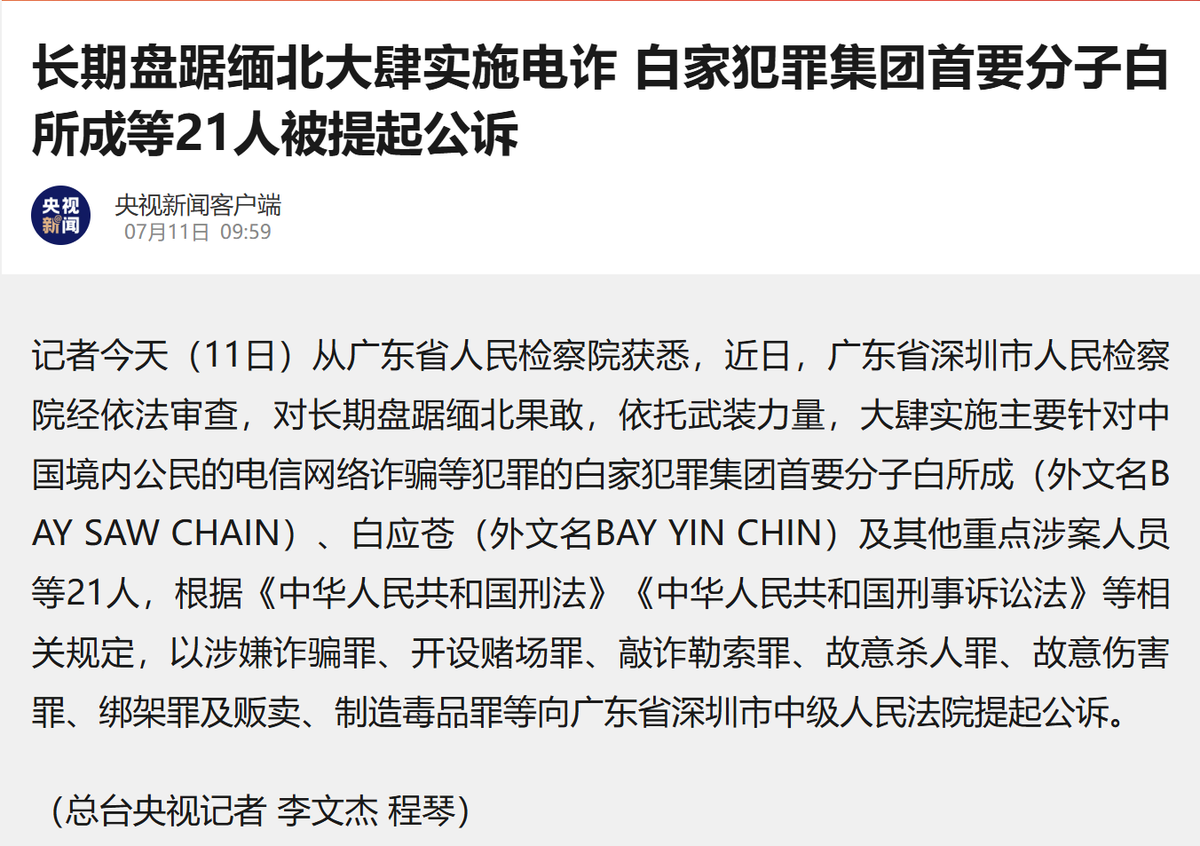 长期盘踞缅北大肆实施电诈 白家犯罪集团首要分子白
所成等21人被提起公诉
央视
新闻
央视新闻客户端
07月11日 09:59
记者今天（11日）从广东省人民检察院获悉，近日，广东省深圳市人民检察
院经依法审查，对长期盘踞缅北果敢，依托武装力量，大肆实施主要针对中
国境内公民的电信网络诈骗等犯罪的白家犯罪集团首要分子白所成（外文名B
AY SAW CHAIN）、白应苍（外文名BAY YIN CHIN）及其他重点涉案人员
等21人，根据《中华人民共和国刑法》《中华人民共和国刑事诉讼法》等相
关规定，以涉嫌诈骗罪、开设赌场罪、敲诈勒索罪、故意杀人罪、故意伤害
罪、绑架罪及贩卖、制造毒品罪等向广东省深圳市中级人民法院提起公诉。
（总台央视记者 李文杰 程琴）